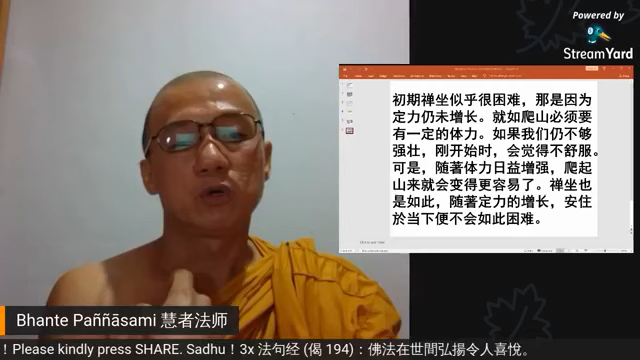 Powered by
StreamYard
初期禅坐似乎很困难，那是因为
定力仍未增长。就如爬山必须要
有一定的体力。如果我们仍不够
强壮，刚开始时，会觉得不舒服。
可是，随著体力日益增强，爬起
山来就会变得更容易了。禅坐也
是如此，随著定力的增长，安住
於当下便不会如此困难。
Bhante Paññāsami 慧者法师
! Please kindly press SHARE. Sadhu！3x 法句经 (偈 194)：佛法在世間弘揚令人喜悅。